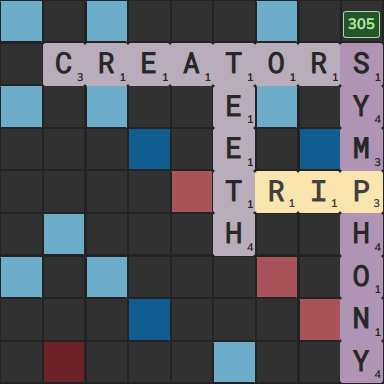 305
C3 R1 E1 A1 T1 O1 R1 S1
E1 Y4
E1 M3
T1 R1 I1 P3
H4 H4
O1
N1
Y4